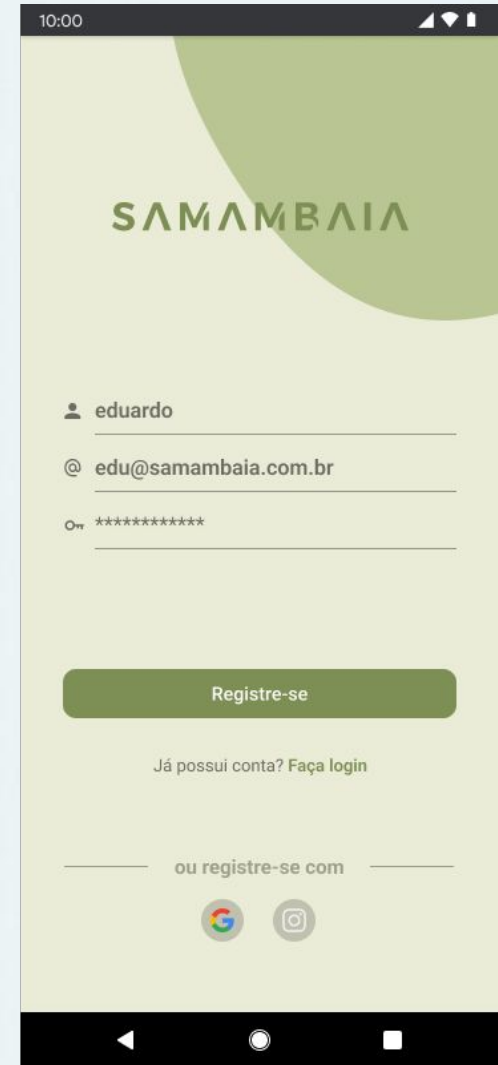 10:00
SAMAMBAIA
eduardo
edu@samambaia.com.br
************
Registre-se
Já possui conta? Faça login
ou registre-se com